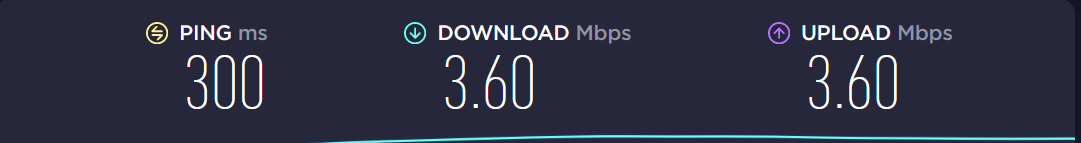 PING ms DOWNLOAD Mbps UPLOAD Mbps
300 3.60 3.60